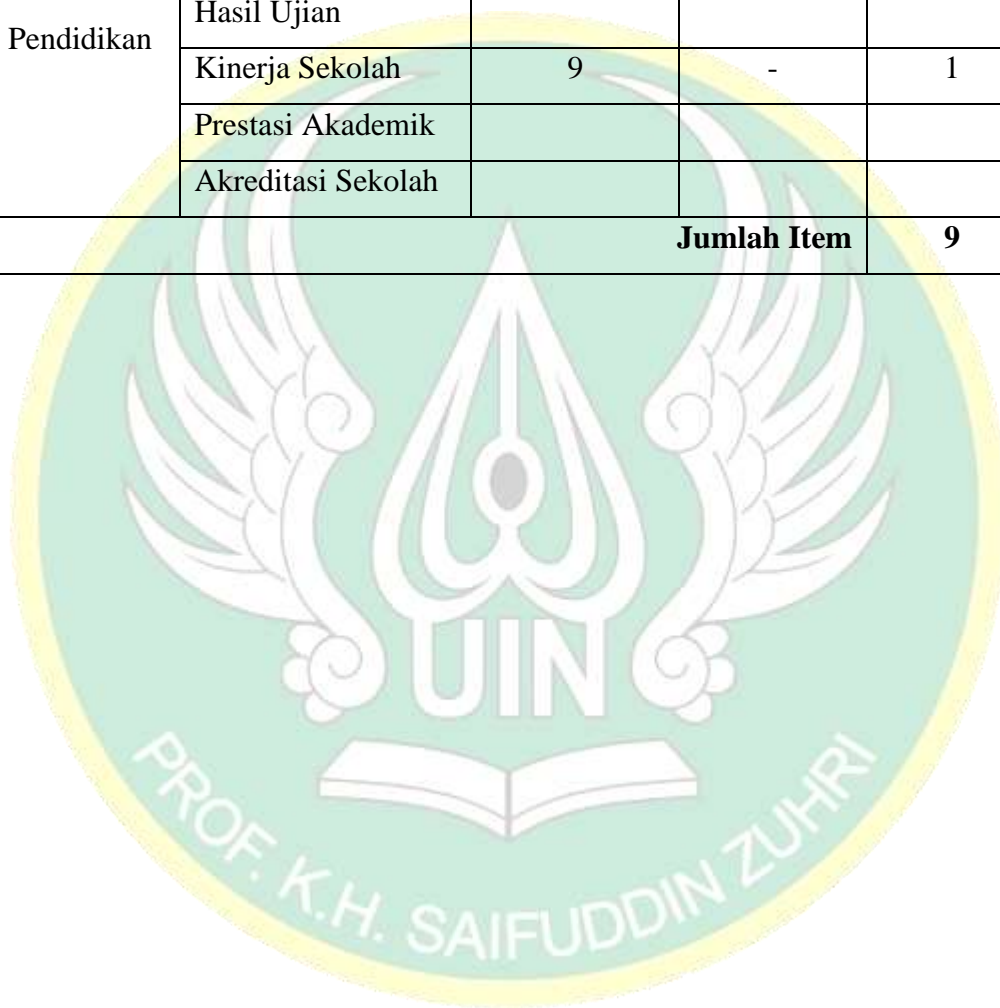 Hasil Ujian
Pendidikan
Kinerja Sekolah 9 - 1
Prestasi Akademik
Akreditasi Sekolah
Jumlah Item 9
UIN
PROF. K.H. SAIFUDDIN ZUHRI